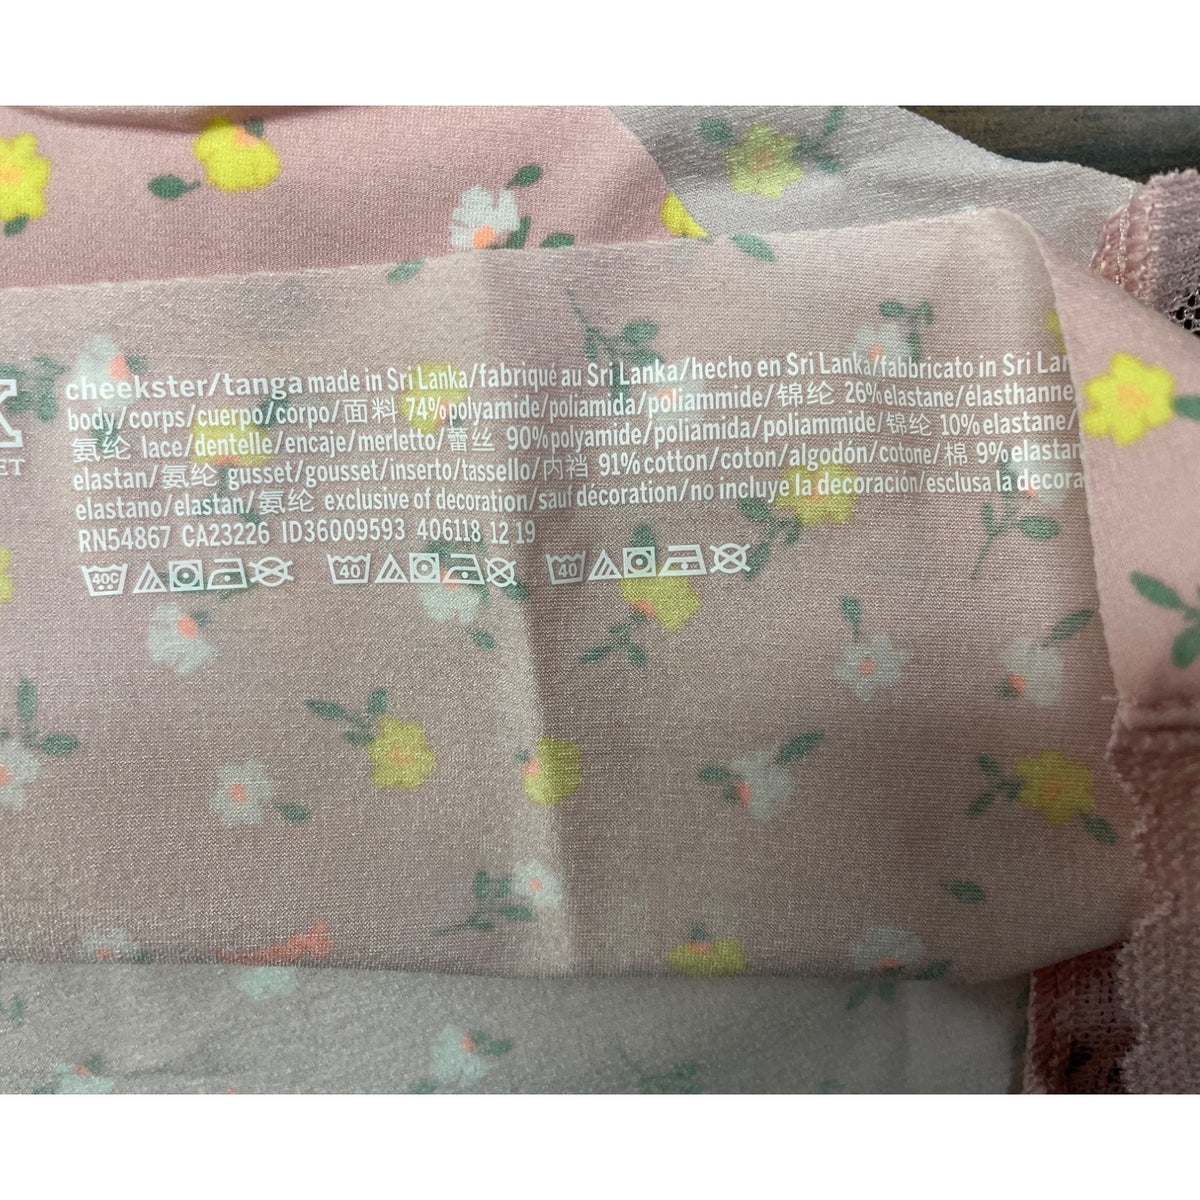 cheekster/tanga made in Sri Lanka/fabriqué au Sri Lanka/hecho en Sri Lanka/fabbricato in Sri
body/corps/cuerpo/corpo/面料 74% polyamide/poliamida/poliammide/锦纶 26% elastane/élasthanne
氨纶 lace/dentelle/encaje/merletto/蕾丝 90% polyamide/poliamida/poliammide/锦纶 10% elastane/
elastan/氨纶 gusset/gousset/inserto/tassello/内裆 91% cotton/coton/algodón/cotone/棉 9% elastan
elastano/elastan/氨纶 exclusive of decoration/sauf décoration/no incluye la decoración/esclusa la
RN54867 CA23226 ID36009593 406118 12 19
40C 40 40